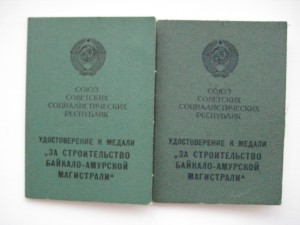 СОЮЗ
СОВЕТСКИХ
СОЦИАЛИСТИЧЕСКИХ
РЕСПУБЛИК
УДОСТОВЕРЕНИЕ К МЕДАЛИ
„ЗА СТРОИТЕЛЬСТВО
БАЙКАЛО-АМУРСКОЙ
МАГИСТРАЛИ“
СОЮЗ
СОВЕТСКИХ
СОЦИАЛИСТИЧЕСКИХ
РЕСПУБЛИК
УДОСТОВЕРЕНИЕ К МЕДАЛИ
„ЗА СТРОИТЕЛЬСТВО
БАЙКАЛО-АМУРСКОЙ
МАГИСТРАЛИ“